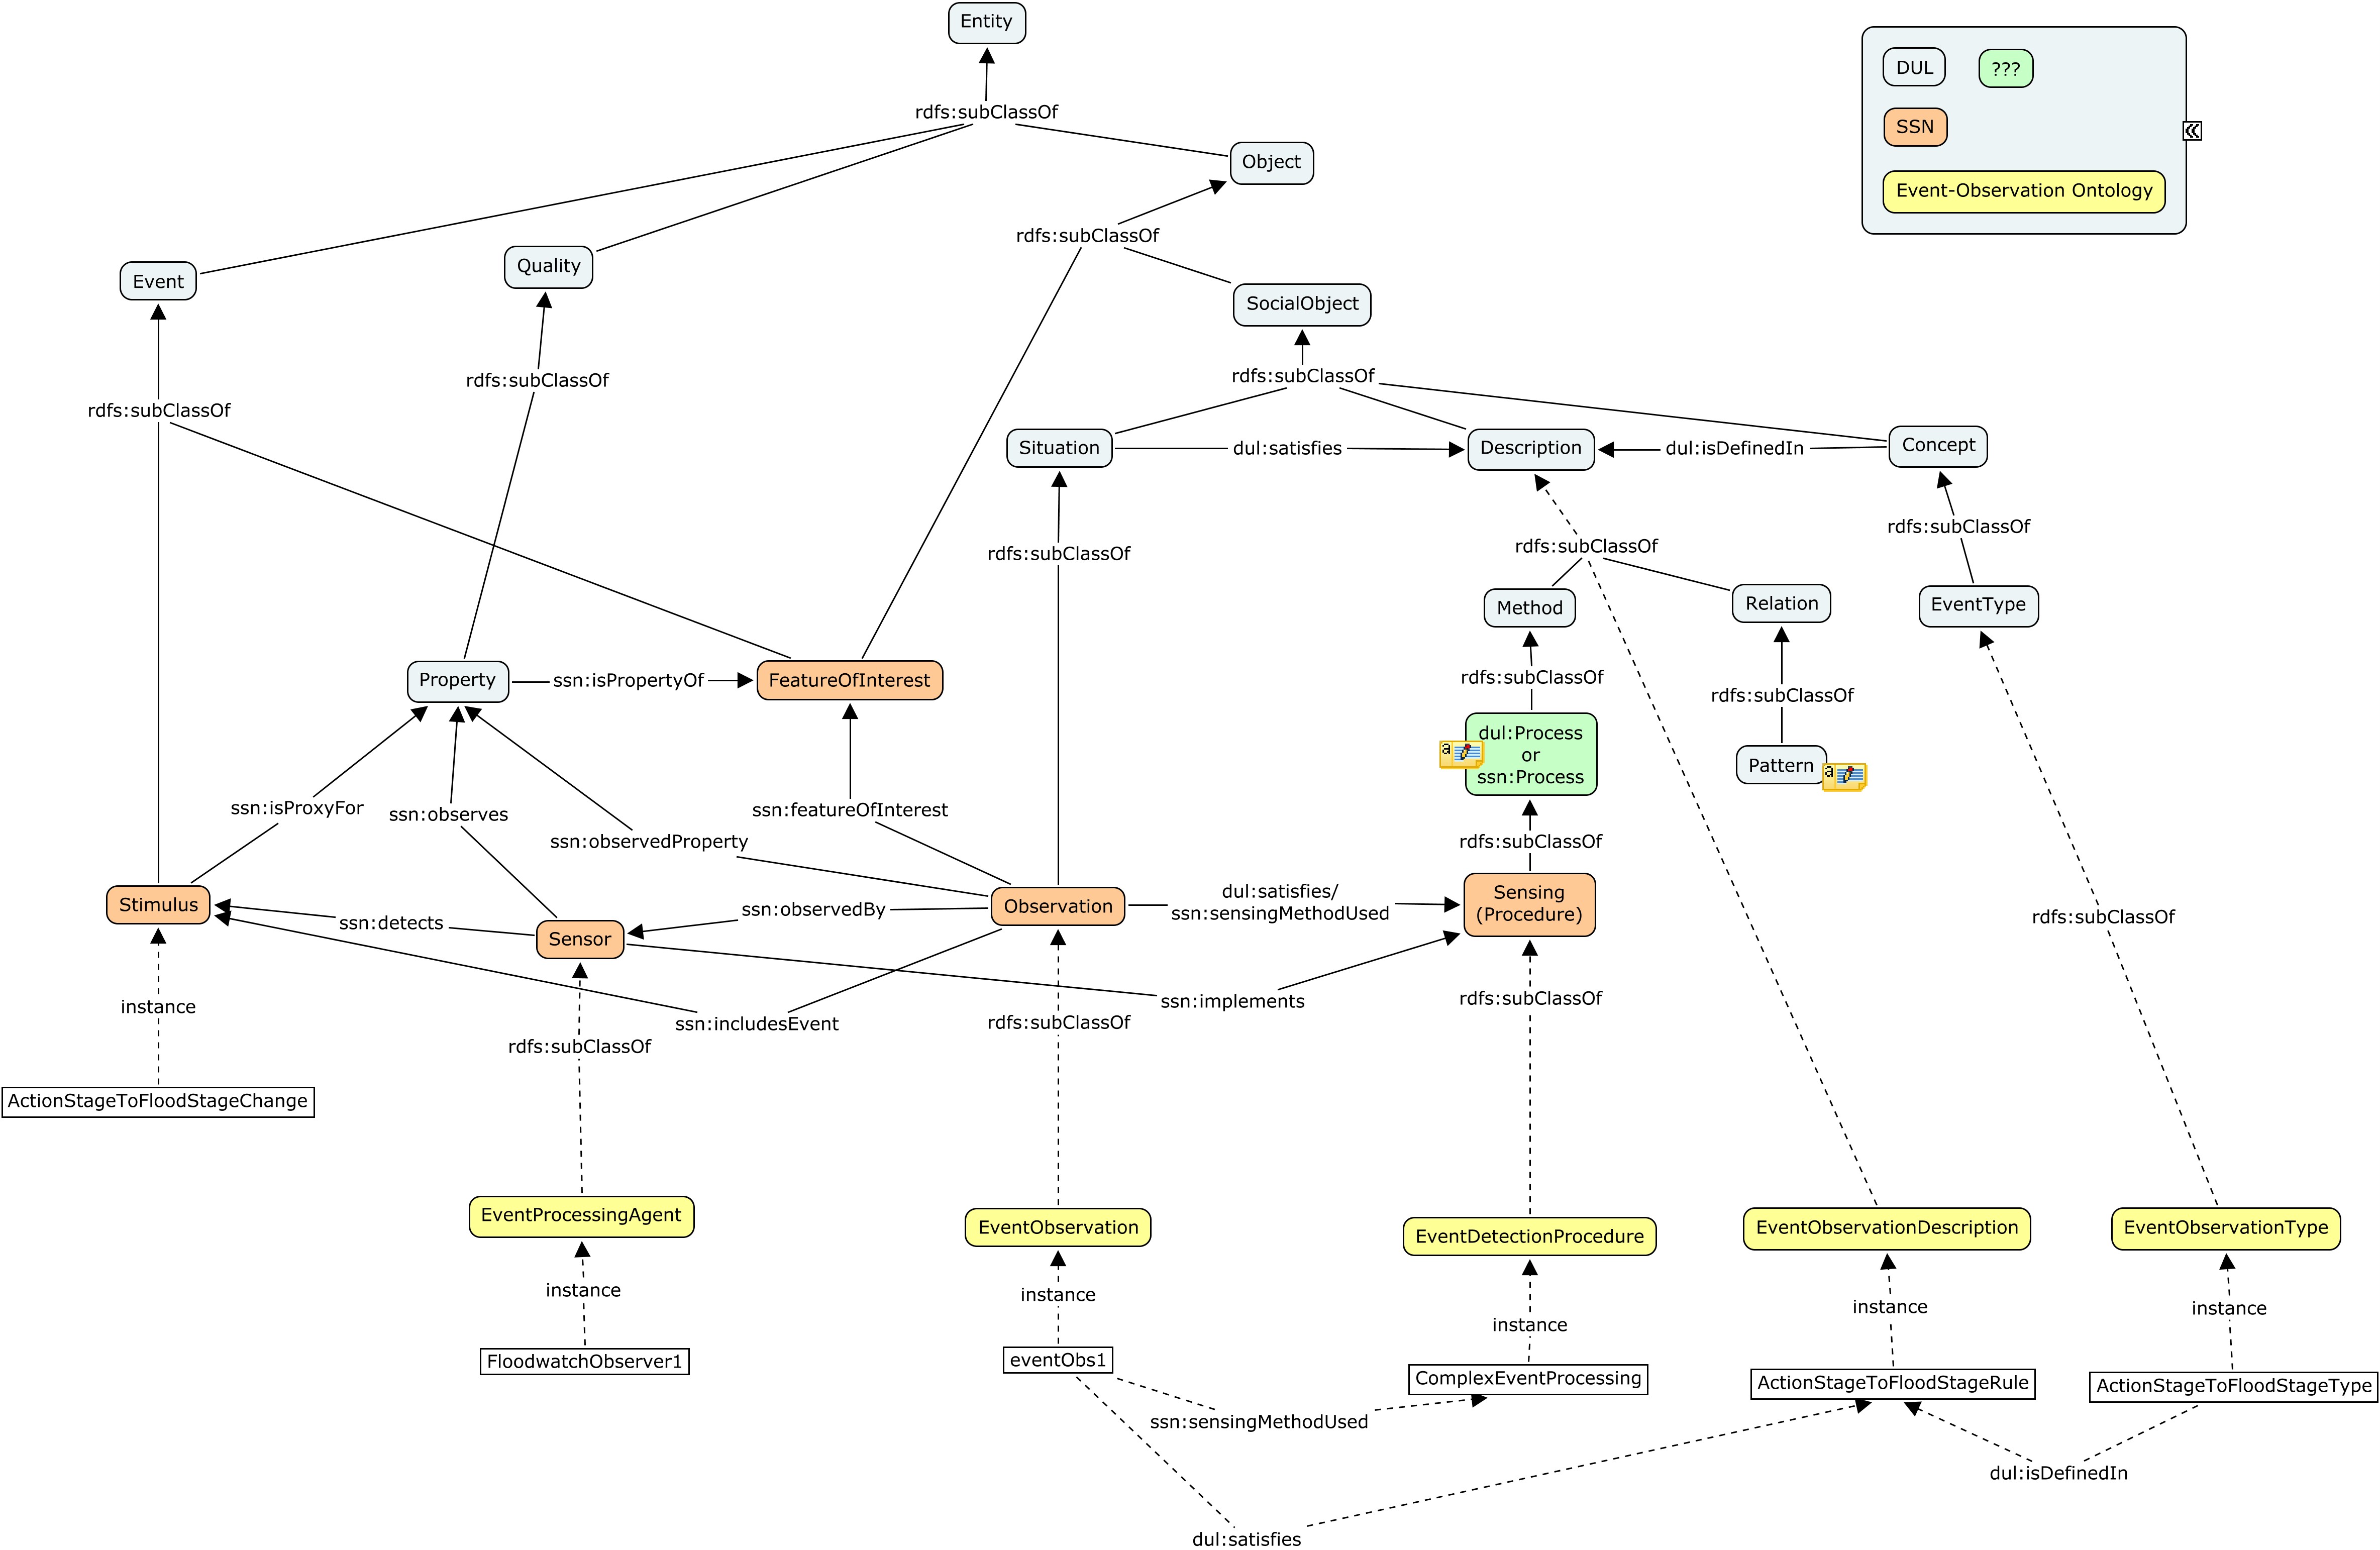 Entity
DUL
???
rdfs:subClassOf
SSN
Object
Event-Observation Ontology
rdfs:subClassOf
Quality
Event
SocialObject
rdfs:subClassOf
rdfs:subClassOf
rdfs:subClassOf
Situation
dul:satisfies
Description
dul:isDefinedIn
Concept
rdfs:subClassOf
rdfs:subClassOf
rdfs:subClassOf
Method
Relation
EventType
Property
ssn:isPropertyOf
FeatureOfInterest
rdfs:subClassOf
rdfs:subClassOf
dul:Process
or
ssn:Process
a
Pattern
a
ssn:isProxyFor
ssn:observes
ssn:featureOfInterest
ssn:observedProperty
rdfs:subClassOf
Stimulus
ssn:detects
Sensor
ssn:observedBy
Observation
dul:satisfies/
ssn:sensingMethodUsed
Sensing
(Procedure)
rdfs:subClassOf
instance
ssn:includesEvent
ssn:implements
rdfs:subClassOf
rdfs:subClassOf
rdfs:subClassOf
ActionStageToFloodStageChange
EventProcessingAgent
EventObservation
EventDetectionProcedure
EventObservationDescription
EventObservationType
instance
instance
instance
instance
instance
FloodwatchObserver1
eventObs1
ComplexEventProcessing
ActionStageToFloodStageRule
ActionStageToFloodStageType
ssn:sensingMethodUsed
dul:isDefinedIn
dul:satisfies